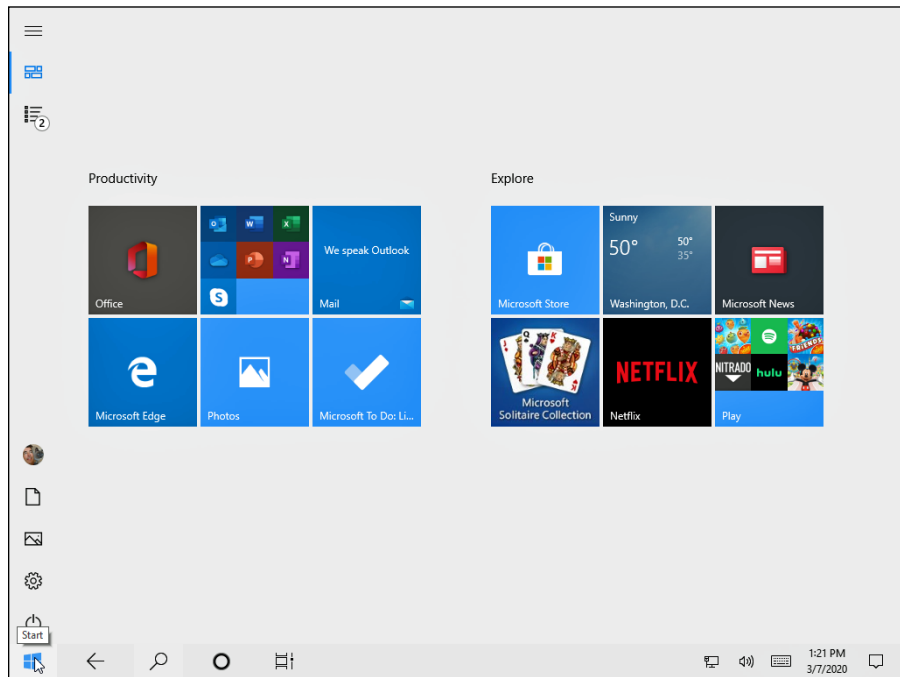 2
Productivity
Explore
Office
We speak Outlook
Mail
Sunny
50°
50°
35°
Microsoft Store
Washington, D.C.
Microsoft News
Microsoft Edge
Photos
Microsoft To Do: Li...
Microsoft
Solitaire Collection
NETFLIX
Netflix
NITRADO
hulu
FRIENDS
Play
Start
1:21 PM
3/7/2020